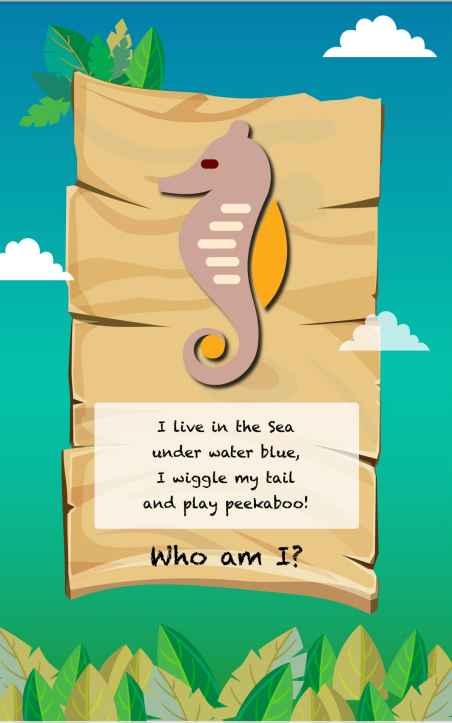 I live in the Sea
under water blue,
I wiggle my tail
and play peekaboo!
Who am I?